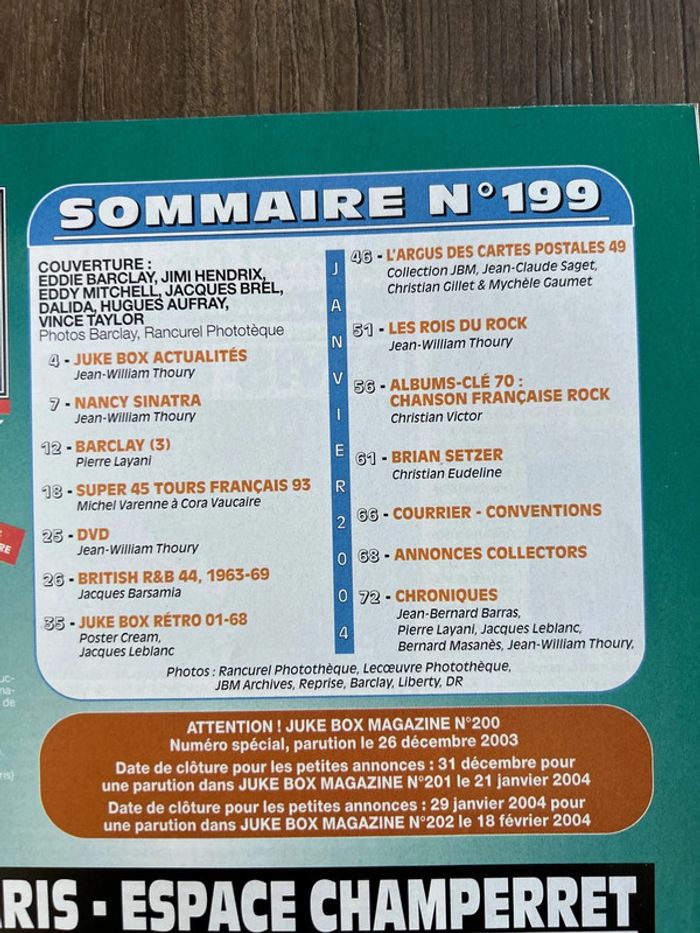 SOMMAIRE N°199
COUVERTURE :
EDDIE BARCLAY, JIMI HENDRIX,
EDDY MITCHELL, JACQUES BREL,
DALIDA, HUGUES AUFRAY,
VINCE TAYLOR
Photos Barclay, Rancurel Phototèque
4 - JUKE BOX ACTUALITÉS
Jean-William Thoury
7 - NANCY SINATRA
Jean-William Thoury
12 - BARCLAY (3)
Pierre Layani
18 - SUPER 45 TOURS FRANÇAIS 93
Michel Varenne à Cora Vaucaire
25 - DVD
Jean-William Thoury
26 - BRITISH R&B 44, 1963-69
Jacques Barsamia
35 - JUKE BOX RÉTRO 01-68
Poster Cream,
Jacques Leblanc
JANVIER 2004
46 - L'ARGUS DES CARTES POSTALES 49
Collection JBM, Jean-Claude Saget,
Christian Gillet & Mychèle Gaumet
51 - LES ROIS DU ROCK
Jean-William Thoury
56 - ALBUMS-CLÉ 70 :
CHANSON FRANÇAISE ROCK
Christian Victor
61 - BRIAN SETZER
Christian Eudeline
66 - COURRIER - CONVENTIONS
68 - ANNONCES COLLECTORS
72 - CHRONIQUES
Jean-Bernard Barras,
Pierre Layani, Jacques Leblanc,
Bernard Masanès, Jean-William Thoury,
Photos : Rancurel Photothèque, Lecœuvre Photothèque,
JBM Archives, Reprise, Barclay, Liberty, DR
ATTENTION ! JUKE BOX MAGAZINE N°200
Numéro spécial, parution le 26 décembre 2003
Date de clôture pour les petites annonces : 31 décembre pour
une parution dans JUKE BOX MAGAZINE N°201 le 21 janvier 2004
Date de clôture pour les petites annonces : 29 janvier 2004 pour
une parution dans JUKE BOX MAGAZINE N°202 le 18 février 2004
ARIS - ESPACE CHAMPERRET